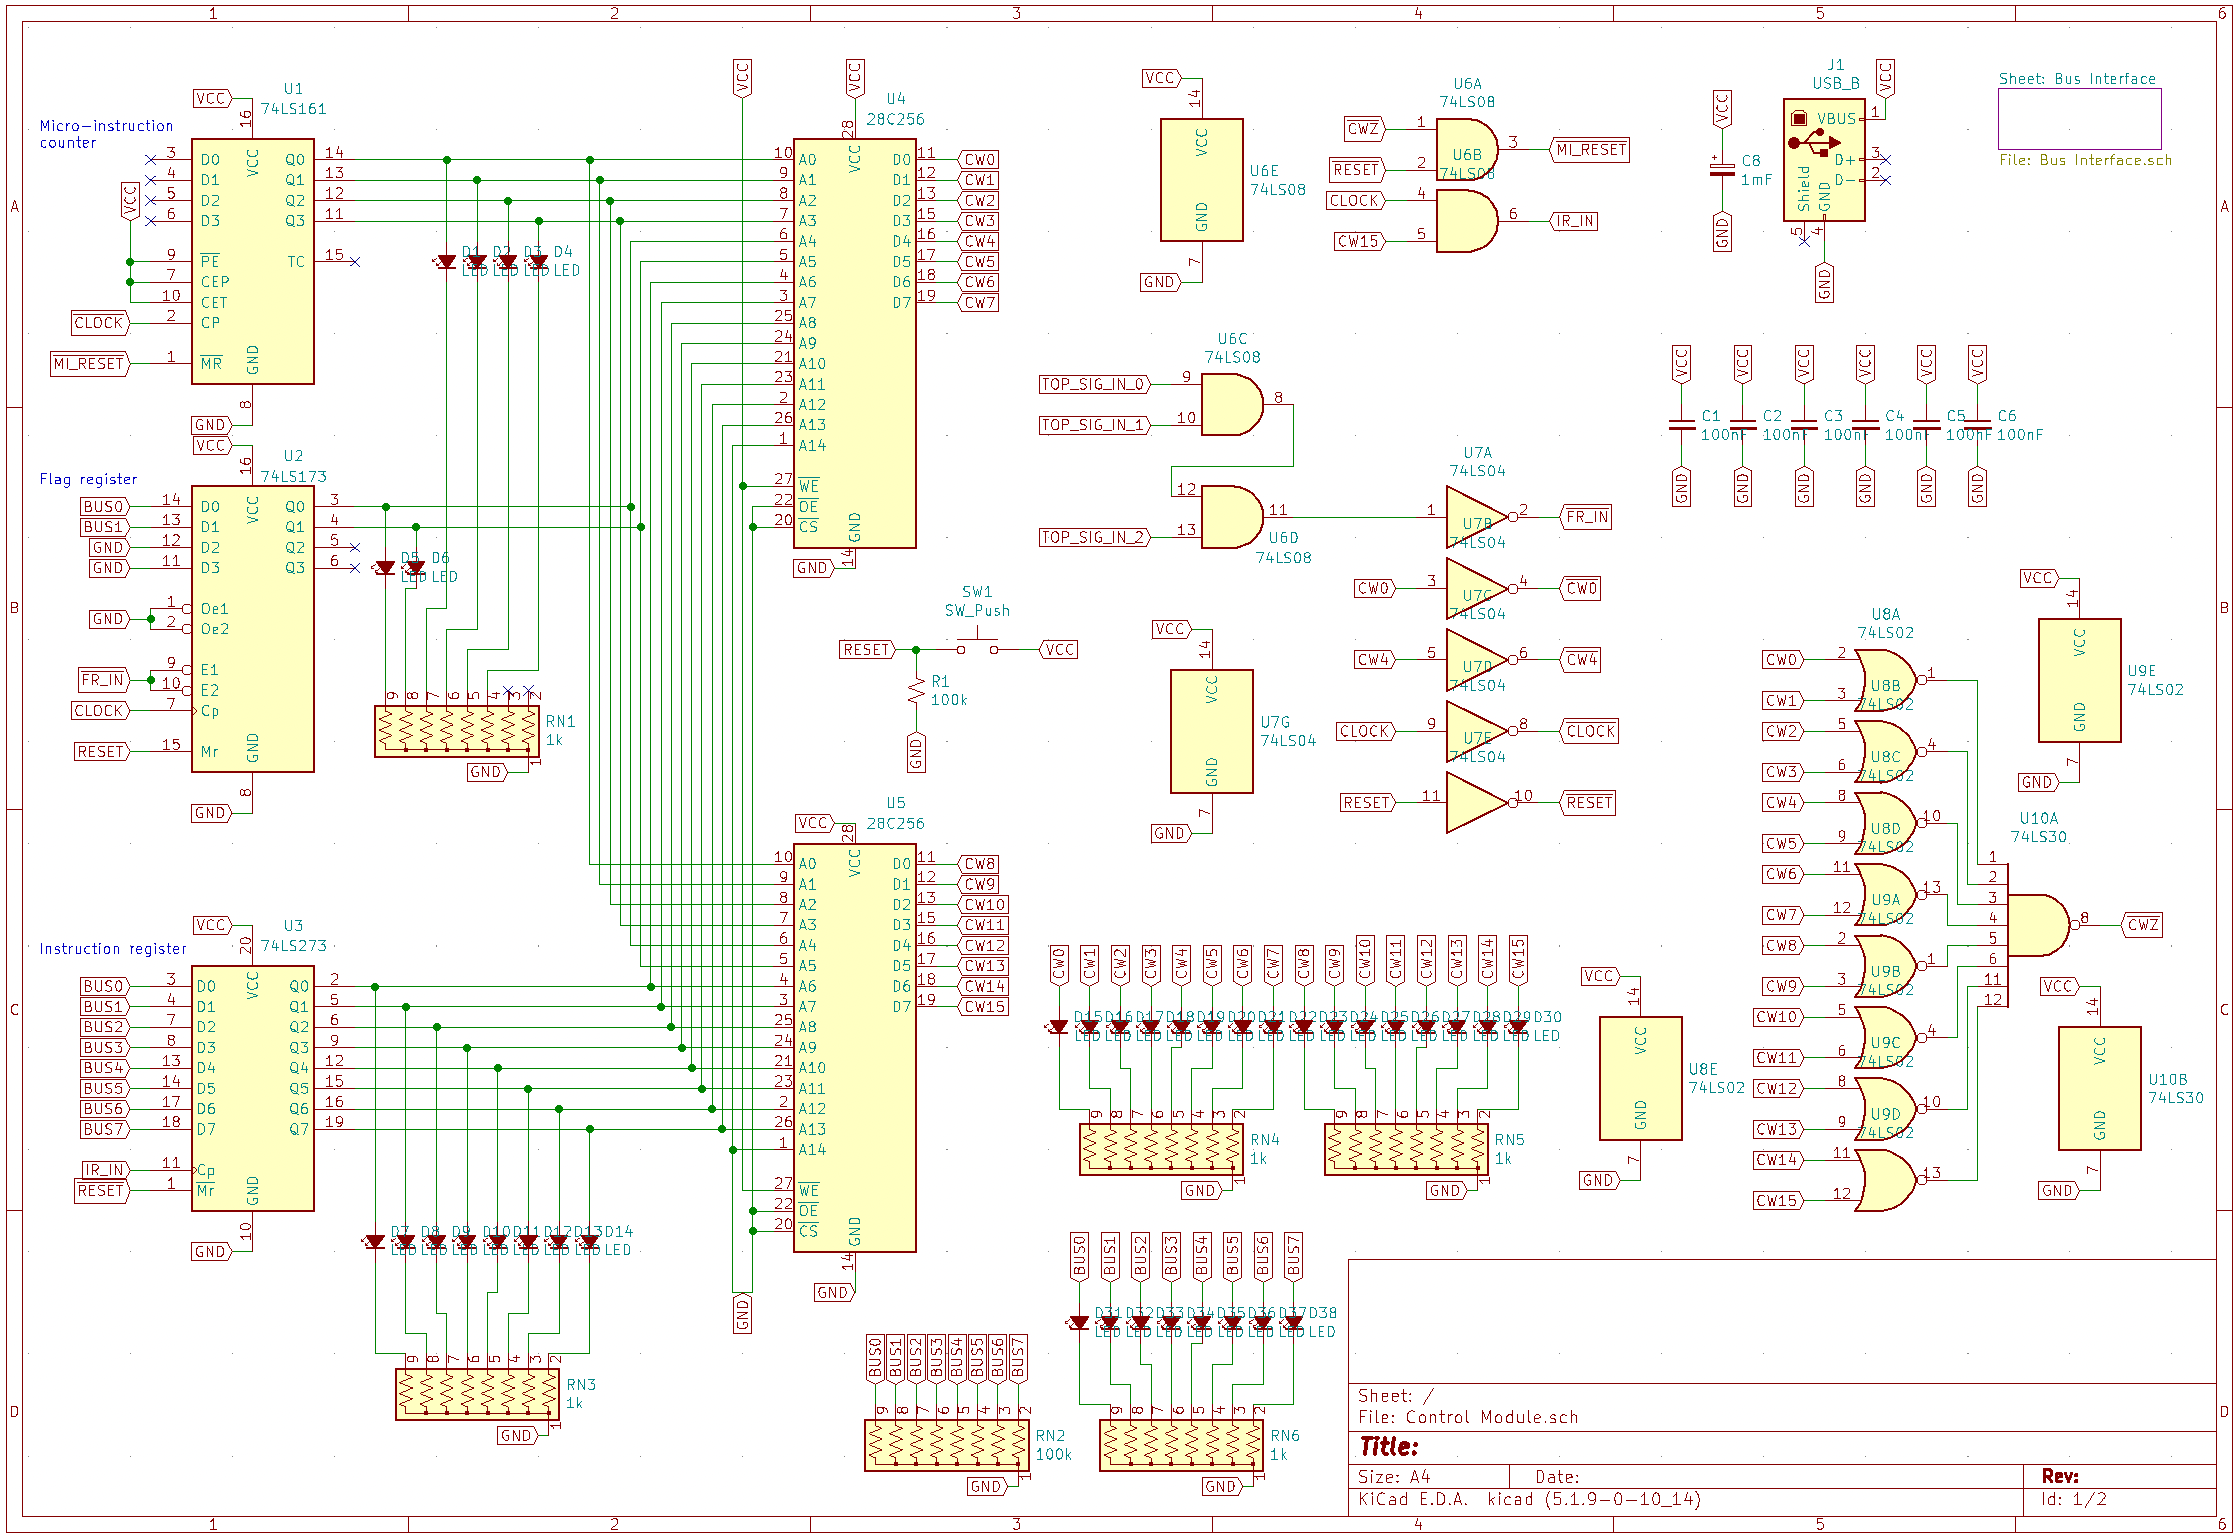 1 2 3 4 5 6
A
B
C
D
Micro-instruction
counter
U1
74LS161
VCC
16
VCC
3 D0 Q0 14
4 D1 Q1 13
5 D2 Q2 12
6 D3 Q3 11
VCC
9 PE TC 15
7 CEP
10 CET
CLOCK 2 CP
MI_RESET 1 MR
GND
8
GND
D1 D2 D3 D4
LED LED LED LED
Flag register
U2
74LS173
VCC
16
VCC
BUS0 14 D0 Q0 3
BUS1 13 D1 Q1 4
GND 12 D2 Q2 5
GND 11 D3 Q3 6
GND 1 Oe1
2 Oe2
FR_IN 9 E1
10 E2
CLOCK 7 Cp
RESET 15 Mr
GND
8
GND
D5 D6
LED LED
9 8 7 6 5 4 3 2
RN1
1k
GND 1
Instruction register
U3
74LS273
VCC
20
VCC
BUS0 3 D0 Q0 2
BUS1 4 D1 Q1 5
BUS2 7 D2 Q2 6
BUS3 8 D3 Q3 9
BUS4 13 D4 Q4 12
BUS5 14 D5 Q5 15
BUS6 17 D6 Q6 16
BUS7 18 D7 Q7 19
IR_IN 11 Cp
RESET 1 Mr
GND
10
GND
D7 D8 D9 D10 D11 D12 D13 D14
LED LED LED LED LED LED LED LED
9 8 7 6 5 4 3 2
RN3
1k
GND 1
VCC
VCC
U4
28C256
28
VCC
10 A0 D0 11 CW0
9 A1 D1 12 CW1
8 A2 D2 13 CW2
7 A3 D3 15 CW3
6 A4 D4 16 CW4
5 A5 D5 17 CW5
4 A6 D6 18 CW6
3 A7 D7 19 CW7
25 A8
24 A9
21 A10
23 A11
2 A12
26 A13
1 A14
27 WE
22 OE
20 CS
GND
14
GND
SW1
SW_Push
RESET VCC
R1
100k
GND
U5
28C256
VCC
28
VCC
10 A0 D0 11 CW8
9 A1 D1 12 CW9
8 A2 D2 13 CW10
7 A3 D3 15 CW11
6 A4 D4 16 CW12
5 A5 D5 17 CW13
4 A6 D6 18 CW14
3 A7 D7 19 CW15
25 A8
24 A9
21 A10
23 A11
2 A12
26 A13
1 A14
27 WE
22 OE
20 CS
GND
14
GND
GND
VCC
14
VCC
U6E
74LS08
GND
7
GND
U6A
74LS08
CWZ 1
RESET 2
3 MI_RESET
U6B
74LS08
CLOCK 4
CW15 5
6 IR_IN
U6C
74LS08
TOP_SIG_IN_0 9
TOP_SIG_IN_1 10
8
12
TOP_SIG_IN_2 13
11
U6D
74LS08
U7A
74LS04
1 2 FR_IN
U7B
74LS04
CW0 3 4 CW0
U7C
74LS04
CW4 5 6 CW4
U7D
74LS04
CLOCK 9 8 CLOCK
U7E
74LS04
RESET 11 10 RESET
VCC
14
VCC
U7G
74LS04
GND
7
GND
VCC
C8
1mF
GND
J1
USB_B
VCC
VBUS 1
D+ 3
D- 2
Shield
GND
5 4
GND
Sheet: Bus Interface
File: Bus Interface.sch
VCC VCC VCC VCC VCC VCC
C1 C2 C3 C4 C5 C6
100nF 100nF 100nF 100nF 100nF 100nF
GND GND GND GND GND GND
U8A
74LS02
CW0 2
CW1 3
1
U8B
74LS02
CW2 5
CW3 6
4
U8C
74LS02
CW4 8
CW5 9
10
U8D
74LS02
CW6 11
CW7 12
13
U9A
74LS02
CW8 2
CW9 3
1
U9B
74LS02
CW10 5
CW11 6
4
U9C
74LS02
CW12 8
CW13 9
10
U9D
74LS02
CW14 11
CW15 12
13
VCC
14
VCC
U9E
74LS02
GND
7
GND
U10A
74LS30
1
2
3
4
5
6
11
12
8 CWZ
VCC
14
VCC
U8E
74LS02
GND
7
GND
VCC
14
VCC
U10B
74LS30
GND
7
GND
CW0 CW1 CW2 CW3 CW4 CW5 CW6 CW7 CW8 CW9 CW10 CW11 CW12 CW13 CW14 CW15
D15 D16 D17 D18 D19 D20 D21 D22 D23 D24 D25 D26 D27 D28 D29 D30
LED LED LED LED LED LED LED LED LED LED LED LED LED LED LED LED
9 8 7 6 5 4 3 2
RN4
1k
GND 1
9 8 7 6 5 4 3 2
RN5
1k
GND 1
BUS0 BUS1 BUS2 BUS3 BUS4 BUS5 BUS6 BUS7
D31 D32 D33 D34 D35 D36 D37 D38
LED LED LED LED LED LED LED LED
BUS0 BUS1 BUS2 BUS3 BUS4 BUS5 BUS6 BUS7
9 8 7 6 5 4 3 2
RN2
100k
GND 1
9 8 7 6 5 4 3 2
RN6
1k
GND 1
Sheet: /
File: Control Module.sch
Title:
Size: A4 Date: Rev:
KiCad E.D.A. kicad (5.1.9-0-10_14) Id: 1/2
A
B
C
D
1 2 3 4 5 6